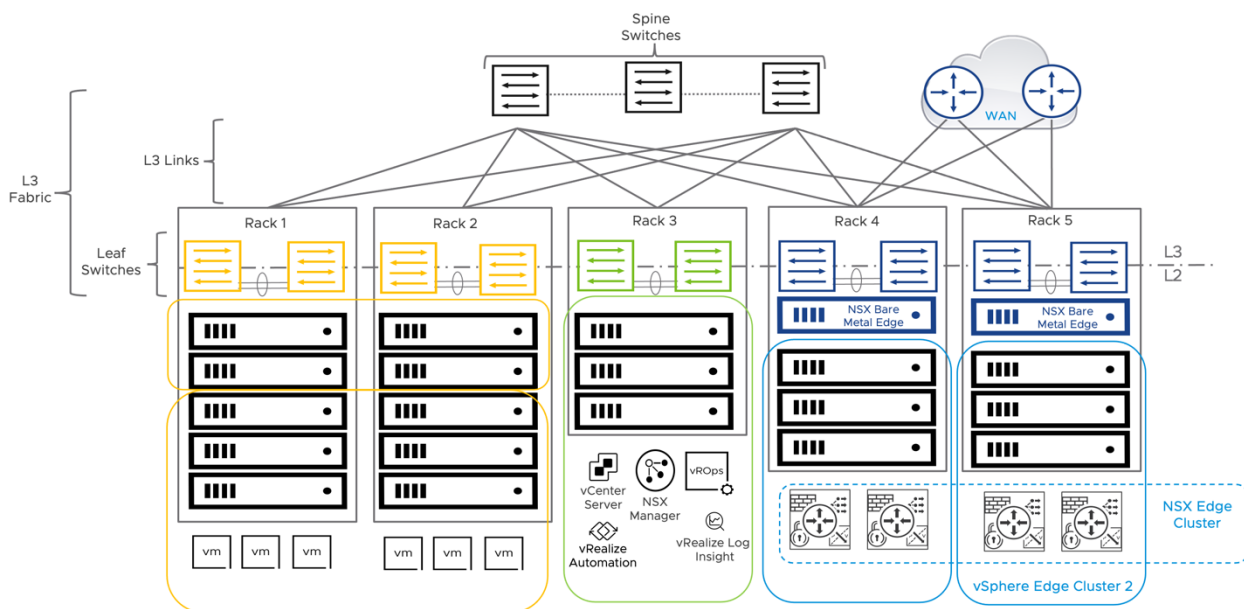 Spine
Switches
WAN
L3 Links
L3
Fabric
Rack 1
Rack 2
Rack 3
Rack 4
Rack 5
Leaf
Switches
L3
L2
NSX Bare
Metal Edge
NSX Bare
Metal Edge
vCenter
Server
NSX
Manager
vROps
vRealize
Automation
vRealize Log
Insight
NSX Edge
Cluster
vm
vm
vm
vm
vm
vm
vSphere Edge Cluster 2